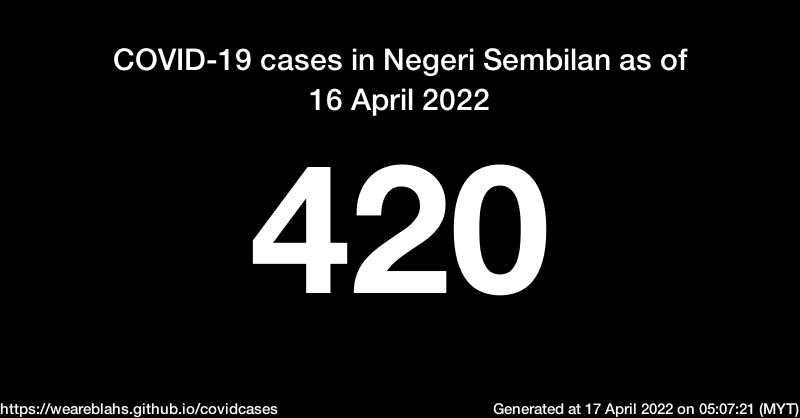 COVID-19 cases in Negeri Sembilan as of
16 April 2022
420
https://weareblahs.github.io/covidcases
Generated at 17 April 2022 on 05:07:21 (MYT)